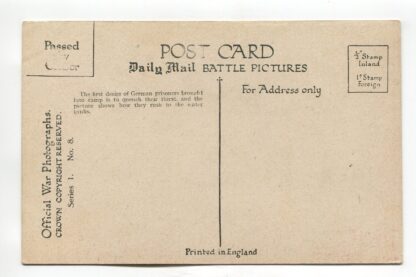 Passed
by
Censor
POST CARD
Daily Mail BATTLE PICTURES
½ᵈ Stamp
Inland
1ᵈ Stamp
Foreign
The first desire of German prisoners brought
into camp is to quench their thirst, and the
picture shows how they rush to the water
tanks.
For Address only
Official War Photographs.
CROWN COPYRIGHT RESERVED.
Series 1. No. 8.
Printed in England